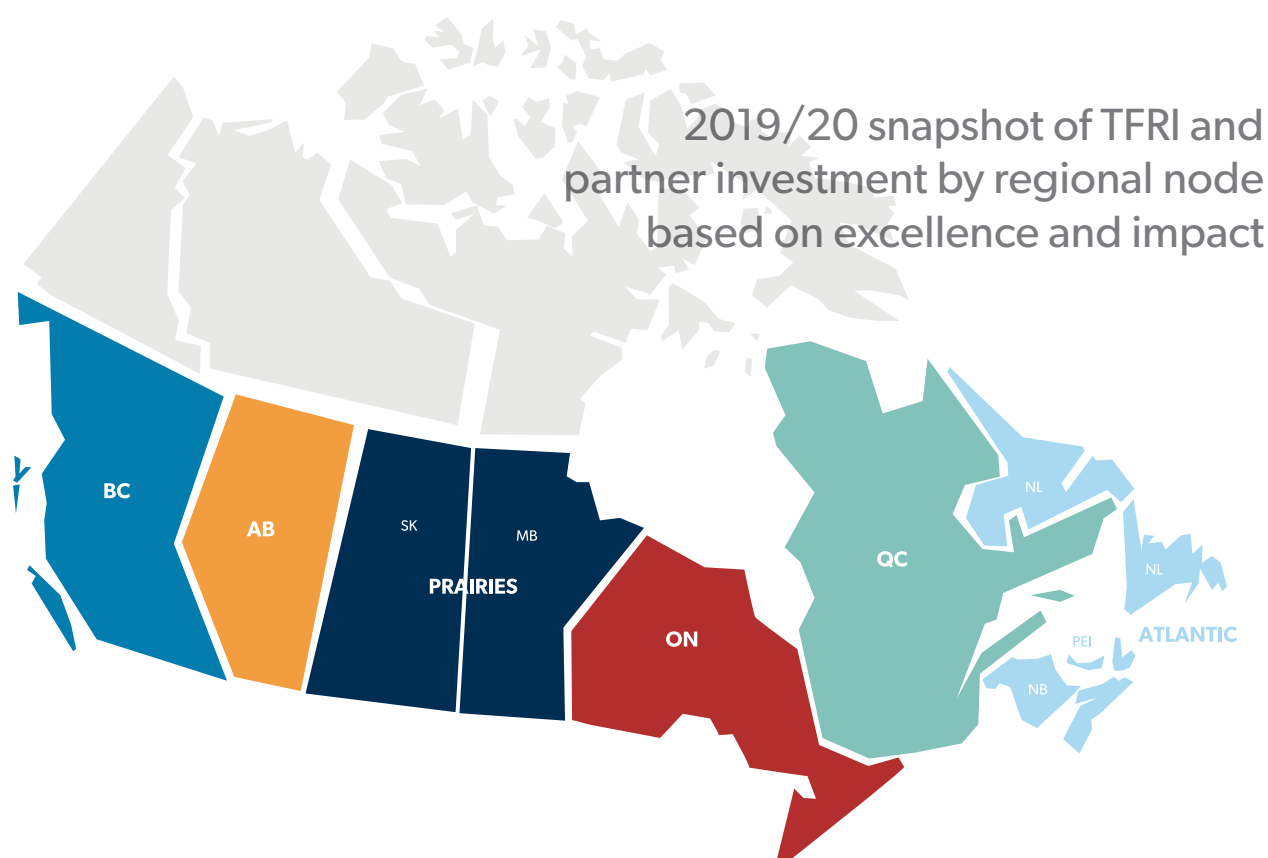 2019/20 snapshot of TFRI and
partner investment by regional node
based on excellence and impact
BC
AB
SK
MB
PRAIRIES
ON
QC
NL
NL
ATLANTIC
PEI
NB